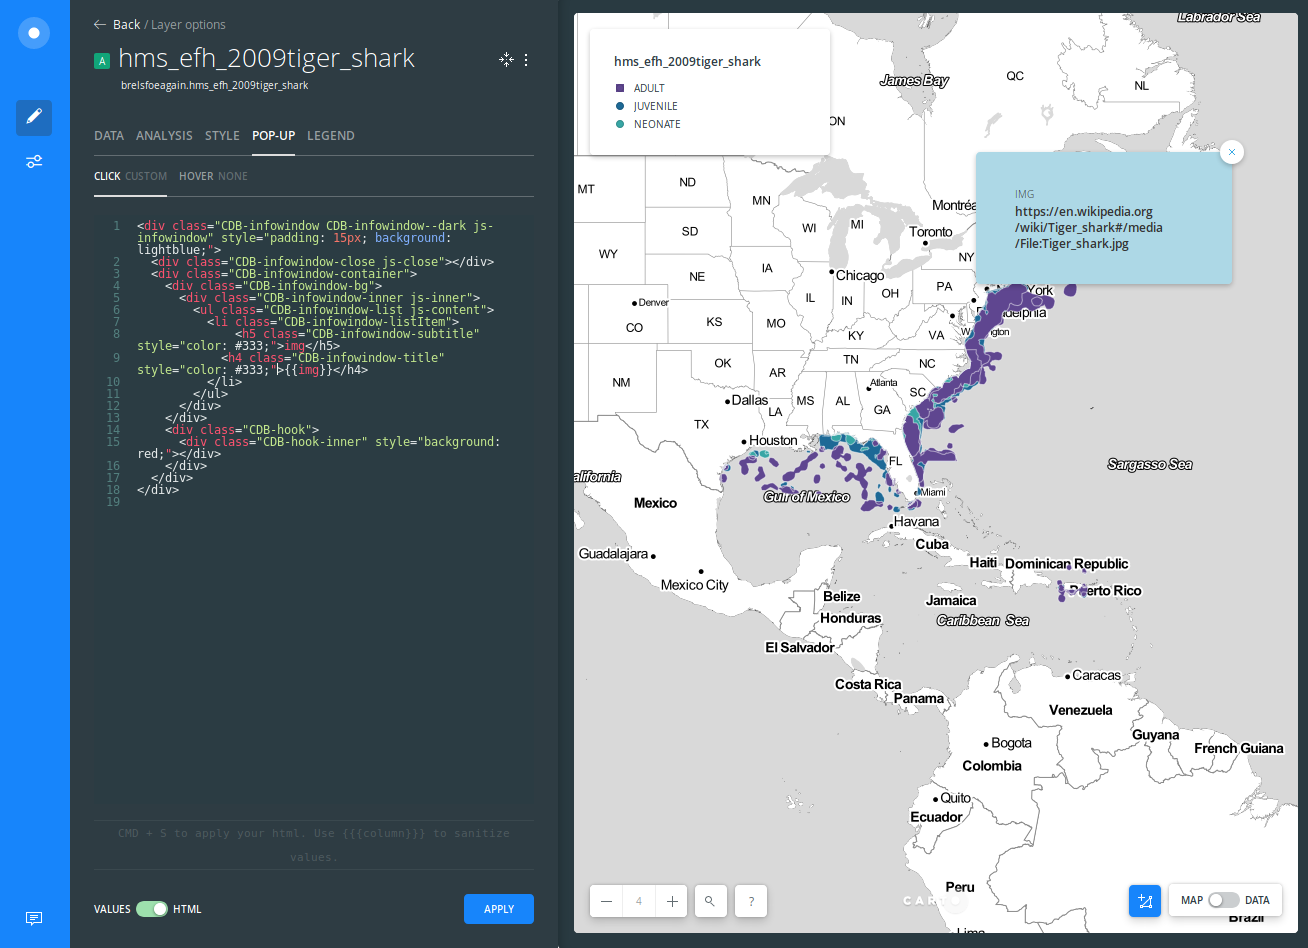 ← Back / Layer options
A hms_efh_2009tiger_shark
brelsfoeagain.hms_efh_2009tiger_shark
DATA ANALYSIS STYLE POP-UP LEGEND
CLICK CUSTOM HOVER NONE
1 <div class="CDB-infowindow CDB-infowindow--dark js-
infowindow" style="padding: 15px; background:
lightblue;">
2 <div class="CDB-infowindow-close js-close"></div>
3 <div class="CDB-infowindow-container">
4 <div class="CDB-infowindow-bg">
5 <div class="CDB-infowindow-inner js-inner">
6 <ul class="CDB-infowindow-list js-content">
7 <li class="CDB-infowindow-listItem">
8 <h5 class="CDB-infowindow-subtitle"
style="color: #333;">img</h5>
9 <h4 class="CDB-infowindow-title"
style="color: #333;">{{img}}</h4>
10 </li>
11 </ul>
12 </div>
13 </div>
14 <div class="CDB-hook">
15 <div class="CDB-hook-inner" style="background:
red;"></div>
16 </div>
17 </div>
18 </div>
19
CMD + S to apply your html. Use {{{column}}} to sanitize
values.
VALUES HTML
APPLY
hms_efh_2009tiger_shark
ADULT
JUVENILE
NEONATE
IMG
https://en.wikipedia.org
/wiki/Tiger_shark#/media
/File:Tiger_shark.jpg
Labrador Sea
James Bay
QC
NL
ON
MT
ND
MN
Montréa
WI
MI
Toronto
SD
WY
NY
IA
Chicago
NE
PA
York
IL
IN
OH
Denver
delphia
CO
KS
MO
KY
VA
W
ngton
TN
NC
OK
AR
NM
Atlanta
SC
Dallas
MS
AL
GA
LA
TX
Houston
FL
Sargasso Sea
alifornia
Miami
Gulf of Mexico
Mexico
Havana
Cuba
Guadalajara
Haiti
Dominican Republic
Mexico City
Puerto Rico
Belize
Jamaica
Honduras
Caribbean Sea
El Salvador
Caracas
Costa Rica
Panama
Venezuela
Guyana
Bogota
French Guiana
Colombia
Quito
Ecuador
Peru
Brazil
Lima
4
?
CARTO
MAP DATA